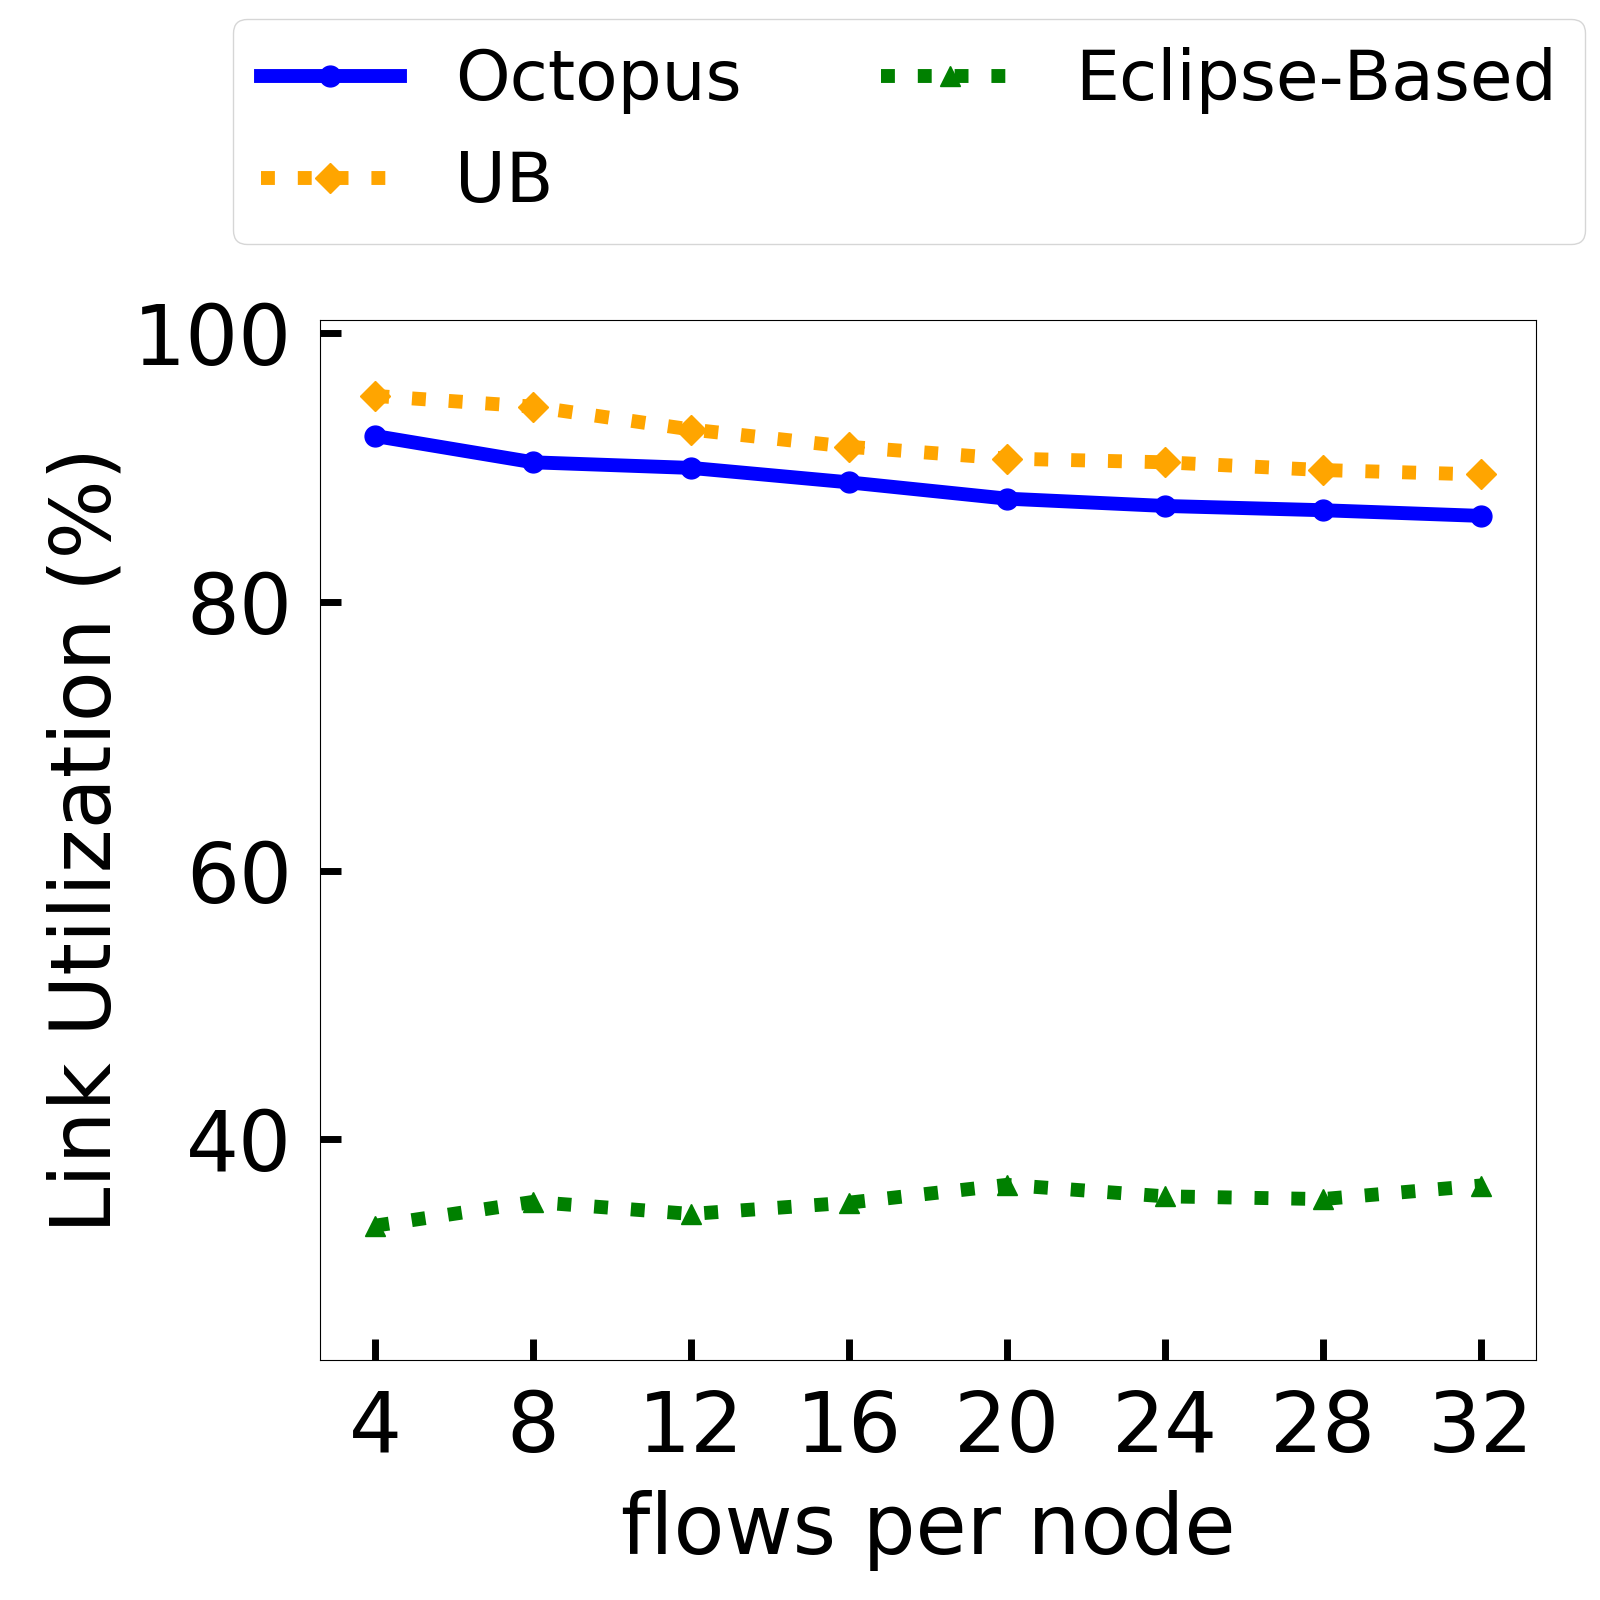 Octopus
Eclipse-Based
UB
100
80
60
40
Link Utilization (%)
4 8 12 16 20 24 28 32
flows per node